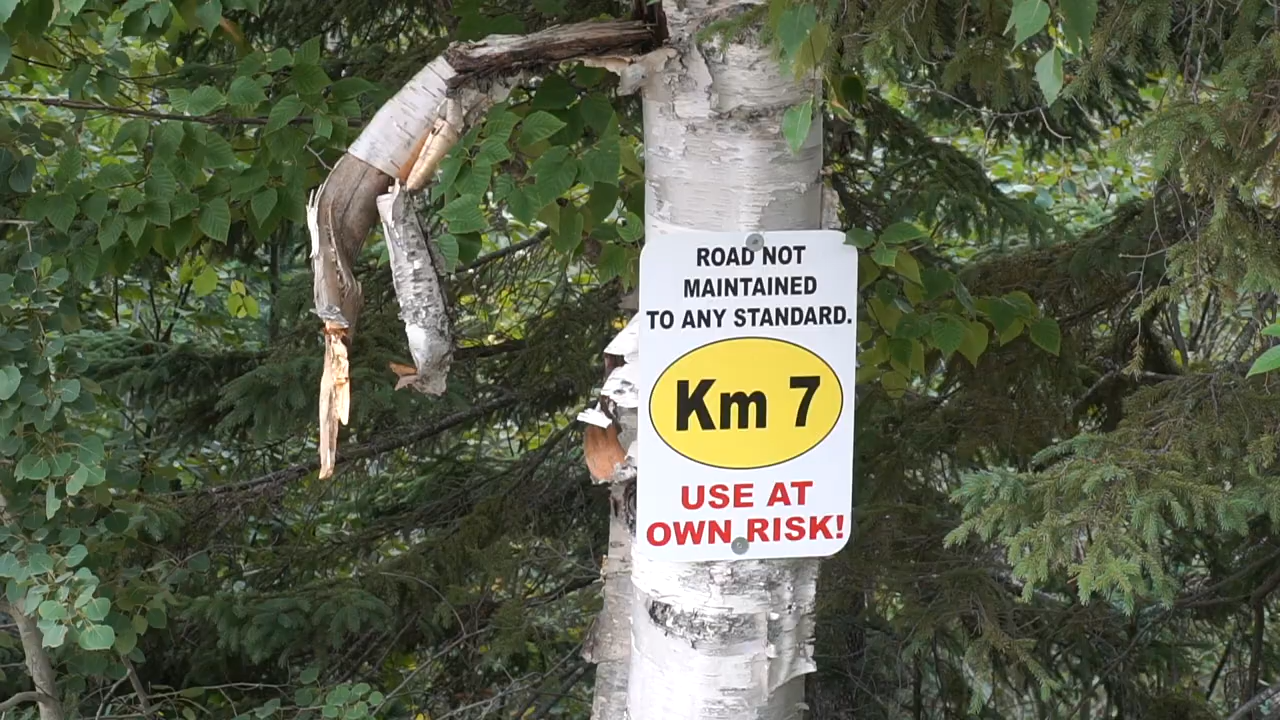 ROAD NOT
MAINTAINED
TO ANY STANDARD.
Km 7
USE AT
OWN RISK!